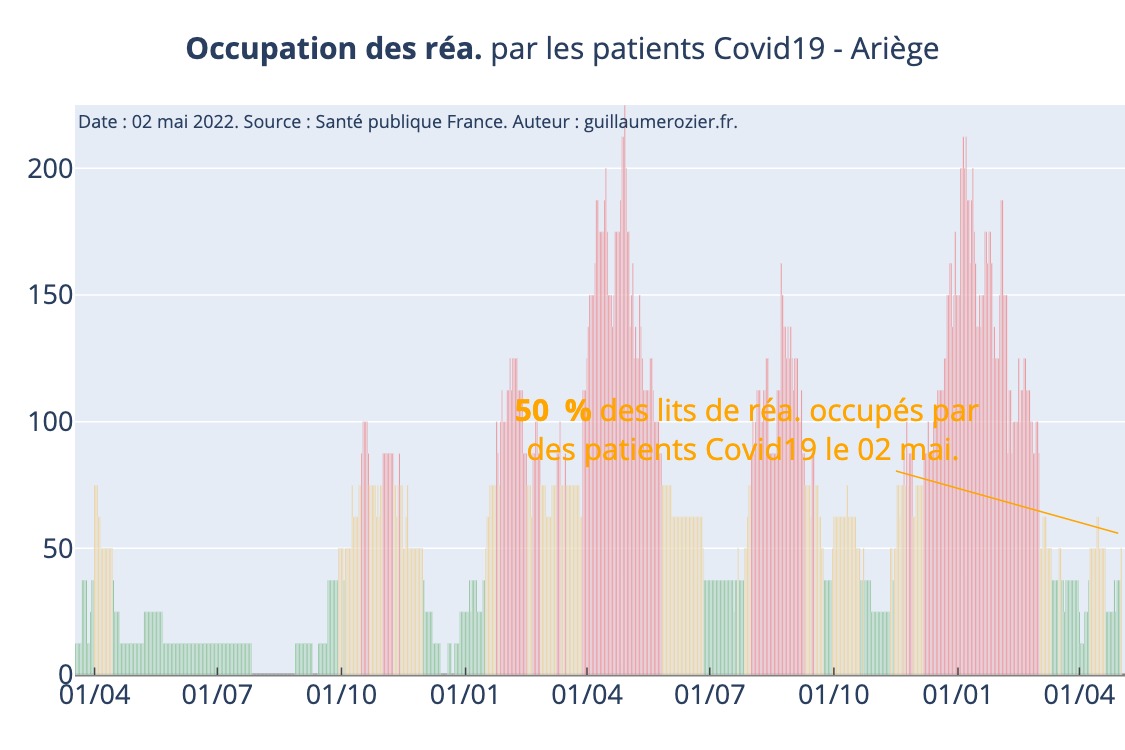 Occupation des réa. par les patients Covid19 - Ariège
Date : 02 mai 2022. Source : Santé publique France. Auteur : guillaumerozier.fr.
200
150
100
50
0
50  % des lits de réa. occupés par
des patients Covid19 le 02 mai.
01/04 01/07 01/10 01/01 01/04 01/07 01/10 01/01 01/04